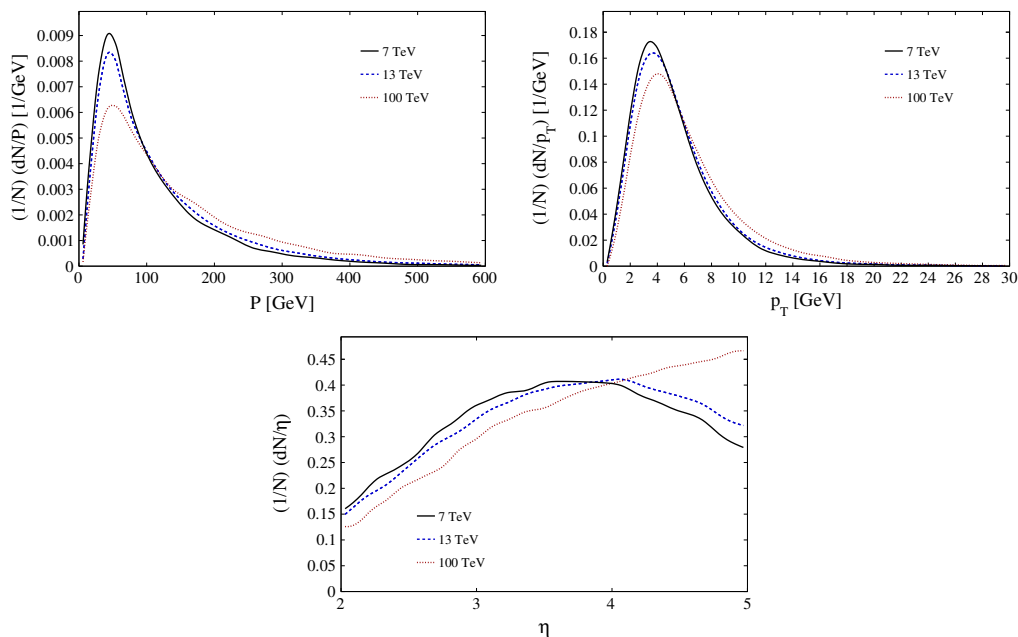 (1/N) (dN/P) [1/GeV]
0.009
0.008
0.007
0.006
0.005
0.004
0.003
0.002
0.001
0
0 100 200 300 400 500 600
P [GeV]
7 TeV
13 TeV
100 TeV
(1/N) (dN/p_T) [1/GeV]
0.18
0.16
0.14
0.12
0.1
0.08
0.06
0.04
0.02
0
0 2 4 6 8 10 12 14 16 18 20 22 24 26 28 30
p_T [GeV]
7 TeV
13 TeV
100 TeV
(1/N) (dN/η)
0.45
0.4
0.35
0.3
0.25
0.2
0.15
0.1
0.05
0
2 3 4 5
η
7 TeV
13 TeV
100 TeV